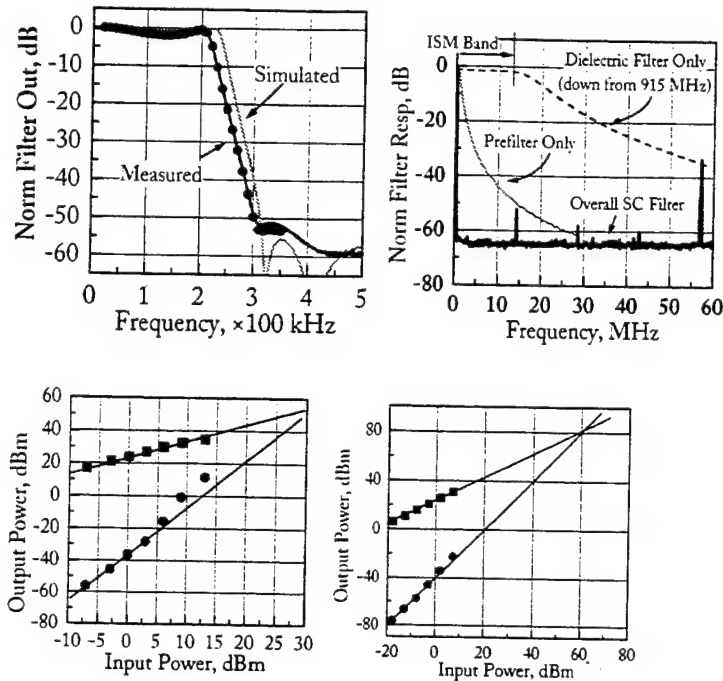 Norm Filter Out, dB
0
-10
-20
-30
-40
-50
-60
Simulated
Measured
0 1 2 3 4 5
Frequency, ×100 kHz
Norm Filter Resp, dB
0
-20
-40
-60
-80
ISM Band
Dielectric Filter Only
(down from 915 MHz)
Prefilter Only
Overall SC Filter
0 10 20 30 40 50 60
Frequency, MHz
Output Power, dBm
60
40
20
0
-20
-40
-60
-80
-10 -5 0 5 10 15 20 25 30
Input Power, dBm
Output Power, dBm
80
40
0
-40
-80
-20 0 20 40 60 80
Input Power, dBm